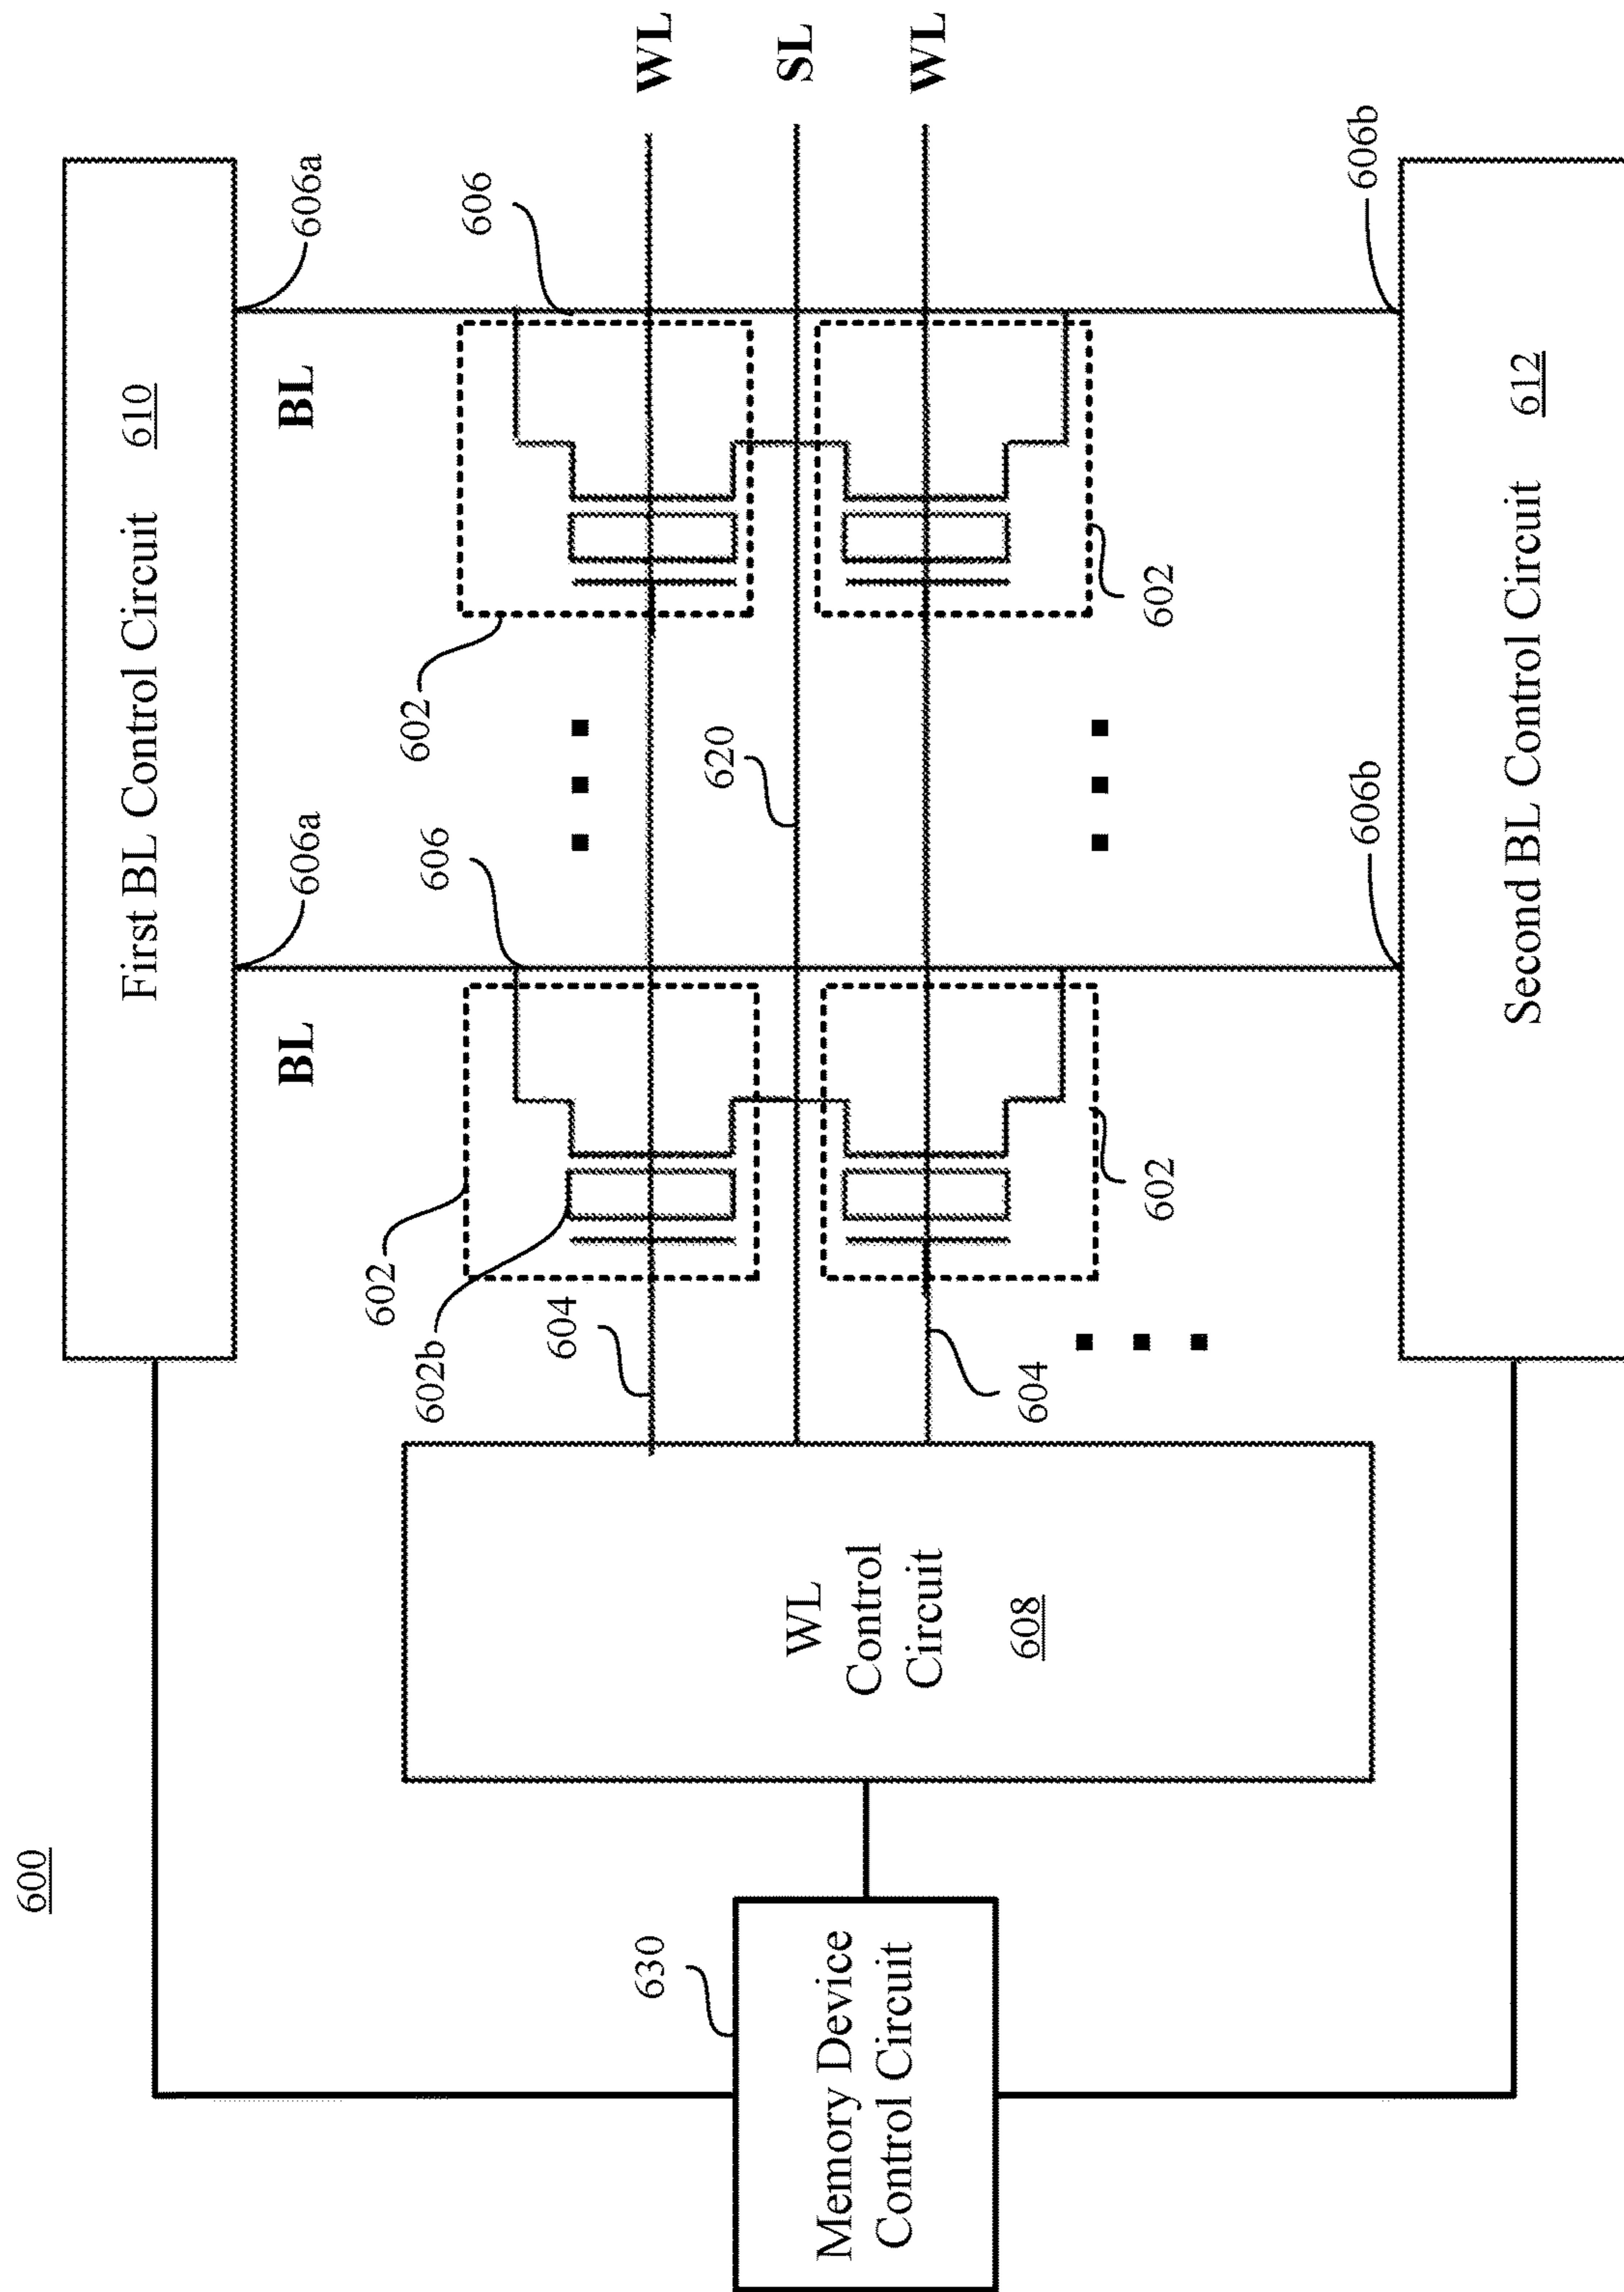 600
First BL Control Circuit 610
BL
606a
BL
606a
602
602b
606
602
606
604
630
WL
620
SL
WL
Control
Circuit
608
Memory Device
Control Circuit
WL
604
602
602
606b
606b
Second BL Control Circuit 612